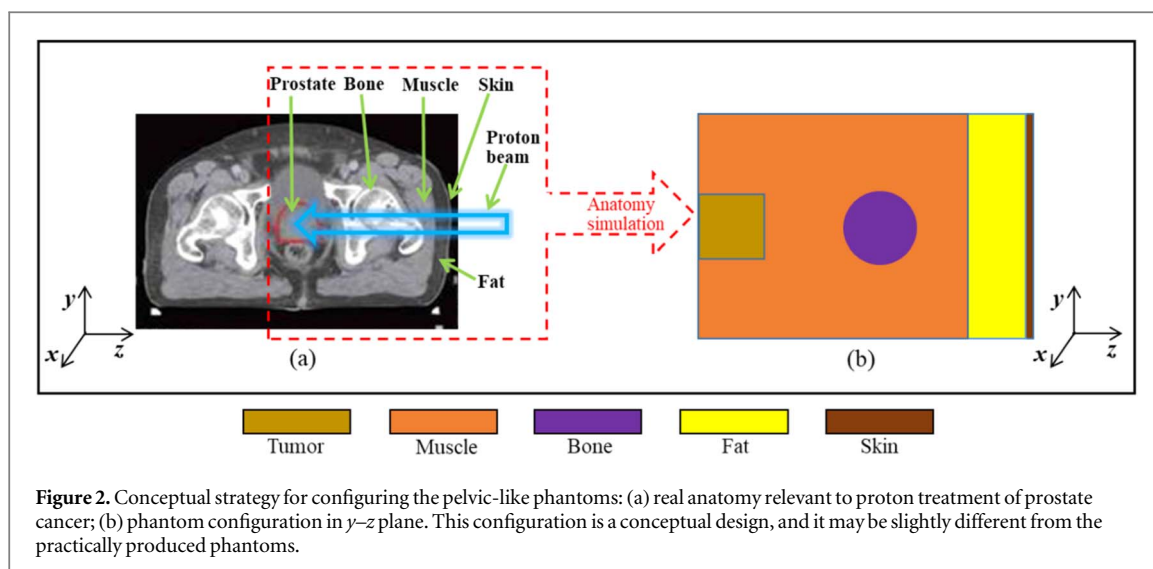 Prostate Bone Muscle Skin
Proton
beam
Fat
Anatomy
simulation
y
x
z
(a)
(b)
y
x
z
Tumor Muscle Bone Fat Skin
Figure 2. Conceptual strategy for configuring the pelvic-like phantoms: (a) real anatomy relevant to proton treatment of prostate
cancer; (b) phantom configuration in y–z plane. This configuration is a conceptual design, and it may be slightly different from the
practically produced phantoms.